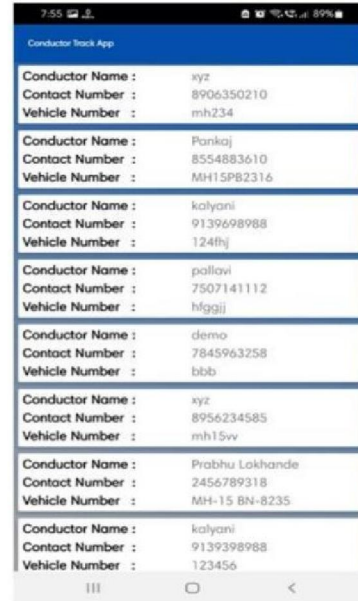 7:55 89%
Conductor Track App
Conductor Name : xyz
Contact Number : 8906350210
Vehicle Number : mh234
Conductor Name : Pankaj
Contact Number : 8554883610
Vehicle Number : MH15PB2316
Conductor Name : kalyani
Contact Number : 9139698988
Vehicle Number : 124fhj
Conductor Name : pallavi
Contact Number : 7507141112
Vehicle Number : hfggjj
Conductor Name : demo
Contact Number : 7845963258
Vehicle Number : bbb
Conductor Name : xyz
Contact Number : 8956234585
Vehicle Number : mh15vv
Conductor Name : Prabhu Lokhande
Contact Number : 2456789318
Vehicle Number : MH-15 BN-8235
Conductor Name : kalyani
Contact Number : 9139398988
Vehicle Number : 123456